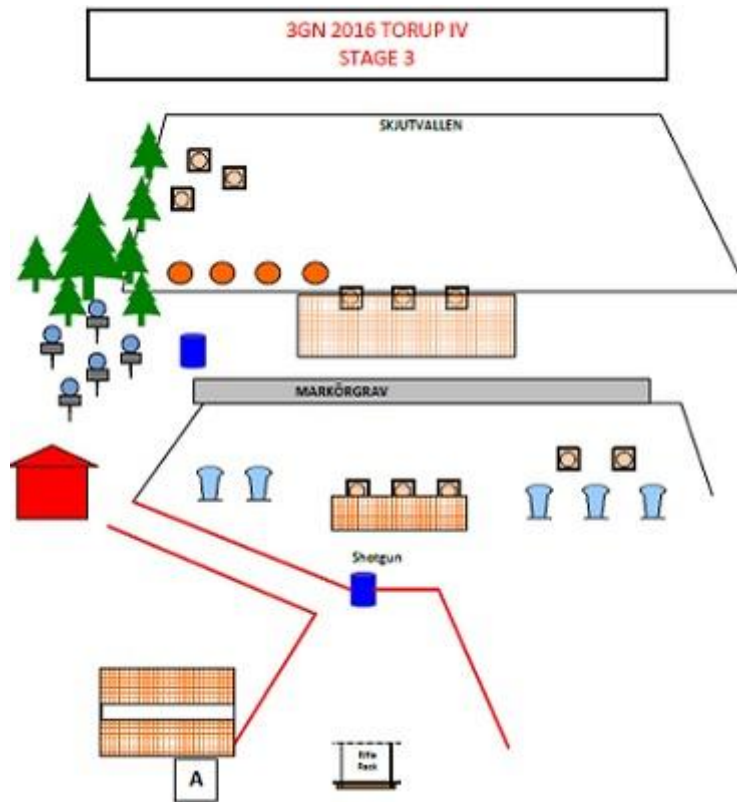 3GN 2016 TORUP IV
STAGE 3
SKJUTVALLEN
MARKÖRGRAV
Shotgun
A
Rifle
Rack